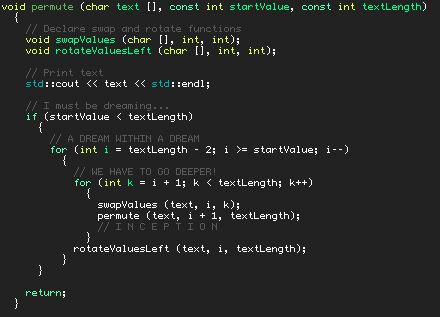 void permute (char text [], const int startValue, const int textLength)
{
// Declare swap and rotate functions
void swapValues (char [], int, int);
void rotateValuesLeft (char [], int, int);
// Print text
std::cout << text << std::endl;
// I must be dreaming...
if (startValue < textLength)
{
// A DREAM WITHIN A DREAM
for (int i = textLength - 2; i >= startValue; i--)
{
// WE HAVE TO GO DEEPER!
for (int k = i + 1; k < textLength; k++)
{
swapValues (text, i, k);
permute (text, i + 1, textLength);
// I N C E P T I O N
}
rotateValuesLeft (text, i, textLength);
}
}
return;
}